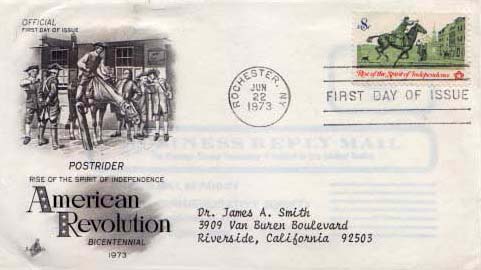 OFFICIAL
FIRST DAY OF ISSUE
8¢
Rise of the Spirit of Independence
ROCHESTER, NY
JUN
22
1973
FIRST DAY OF ISSUE
BUSINESS REPLY MAIL
POSTRIDER
RISE OF THE SPIRIT OF INDEPENDENCE
American
Revolution
BICENTENNIAL
1973
Dr. James A. Smith
3909 Van Buren Boulevard
Riverside, California 92503